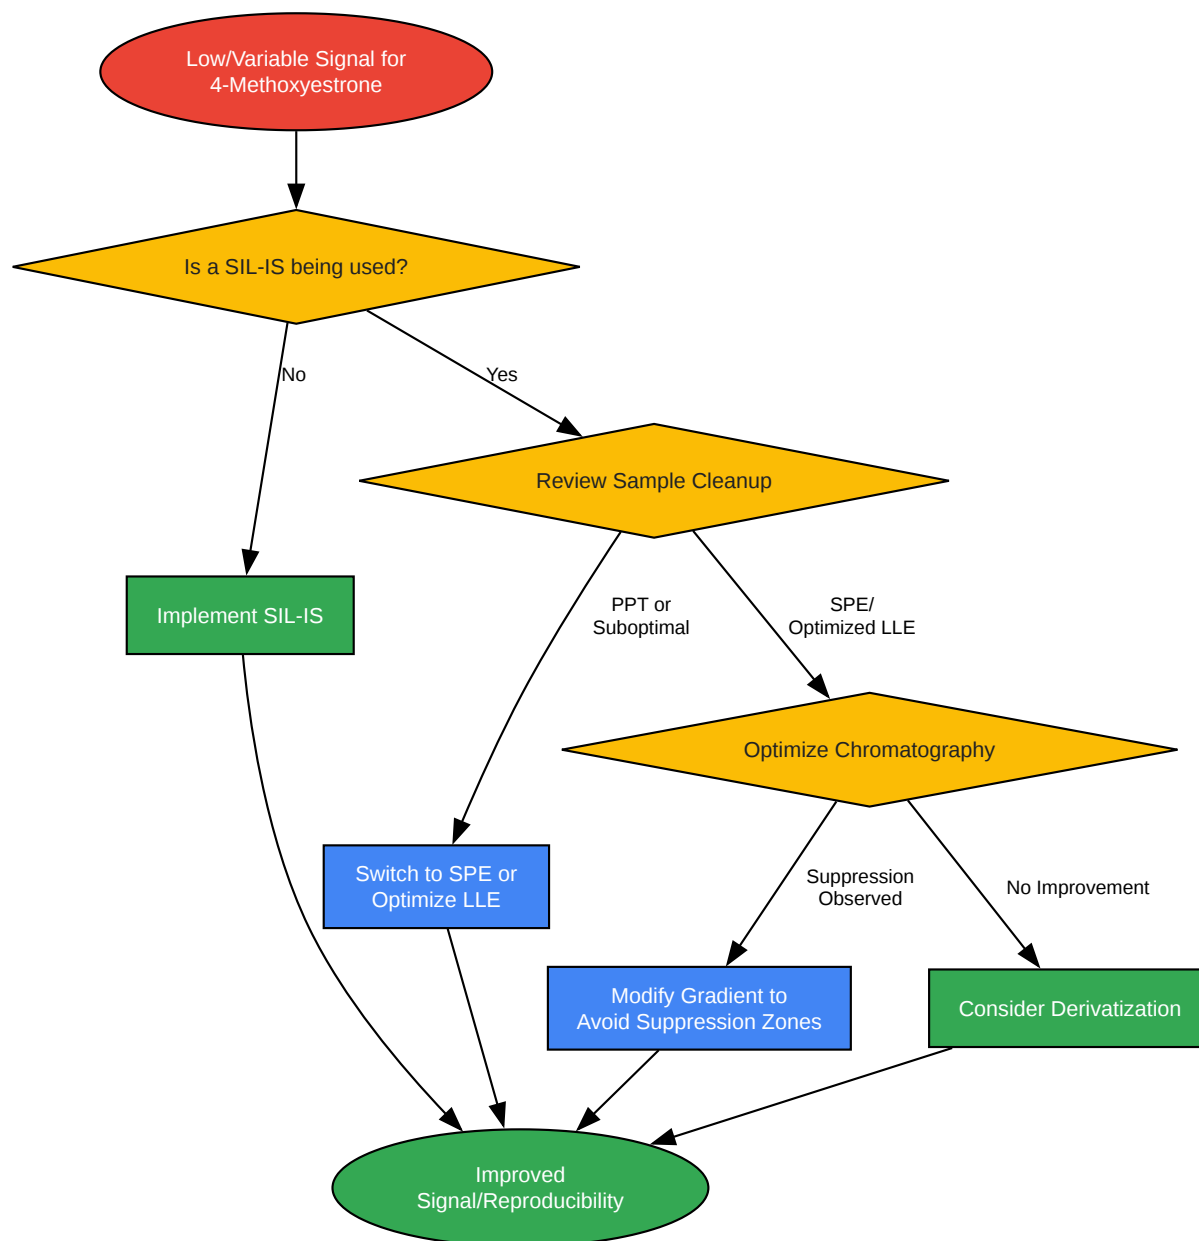 Low/Variable Signal for
4-Methoxyestrone
Is a SIL-IS being used?
No
Yes
Review Sample Cleanup
PPT or
Suboptimal
SPE/
Optimized LLE
Implement SIL-IS
Optimize Chromatography
Switch to SPE or
Optimize LLE
Suppression
Observed
No Improvement
Modify Gradient to
Avoid Suppression Zones
Consider Derivatization
Improved
Signal/Reproducibility